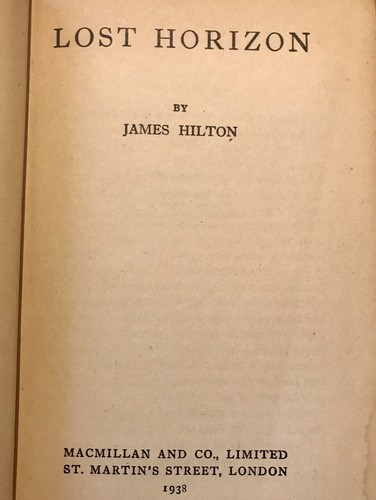 LOST HORIZON
BY
JAMES HILTON
MACMILLAN AND CO., LIMITED
ST. MARTIN'S STREET, LONDON
1938